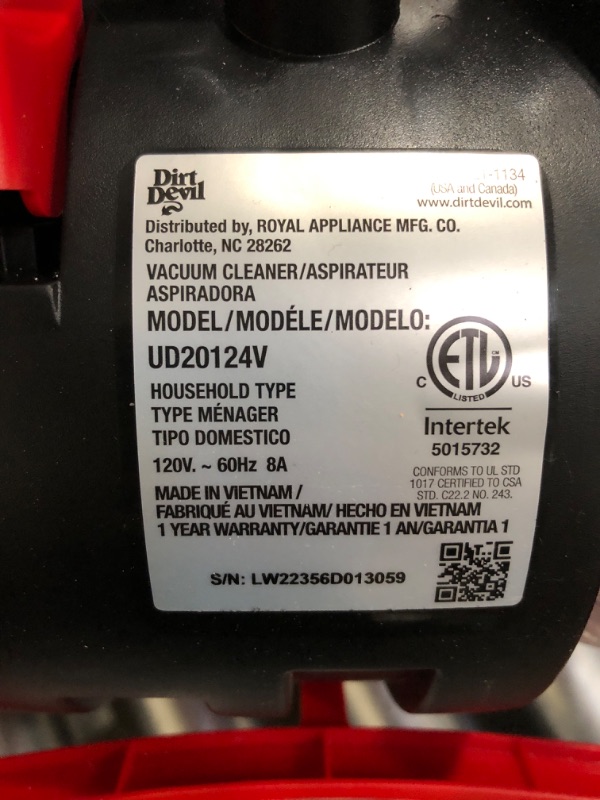 Dirt
Devil
-1134
(USA and Canada)
www.dirtdevil.com
Distributed by, ROYAL APPLIANCE MFG. CO.
Charlotte, NC 28262
VACUUM CLEANER/ASPIRATEUR
ASPIRADORA
MODEL/MODÉLE/MODELO:
UD20124V
HOUSEHOLD TYPE
TYPE MÉNAGER
TIPO DOMESTICO
120V. ~ 60Hz 8A
C ETL CM US
LISTED
Intertek
5015732
CONFORMS TO UL STD
1017 CERTIFIED TO CSA
STD. C22.2 NO. 243.
MADE IN VIETNAM /
FABRIQUÉ AU VIETNAM/ HECHO EN VIETNAM
1 YEAR WARRANTY/GARANTIE 1 AN/GARANTIA 1
S/N: LW22356D013059